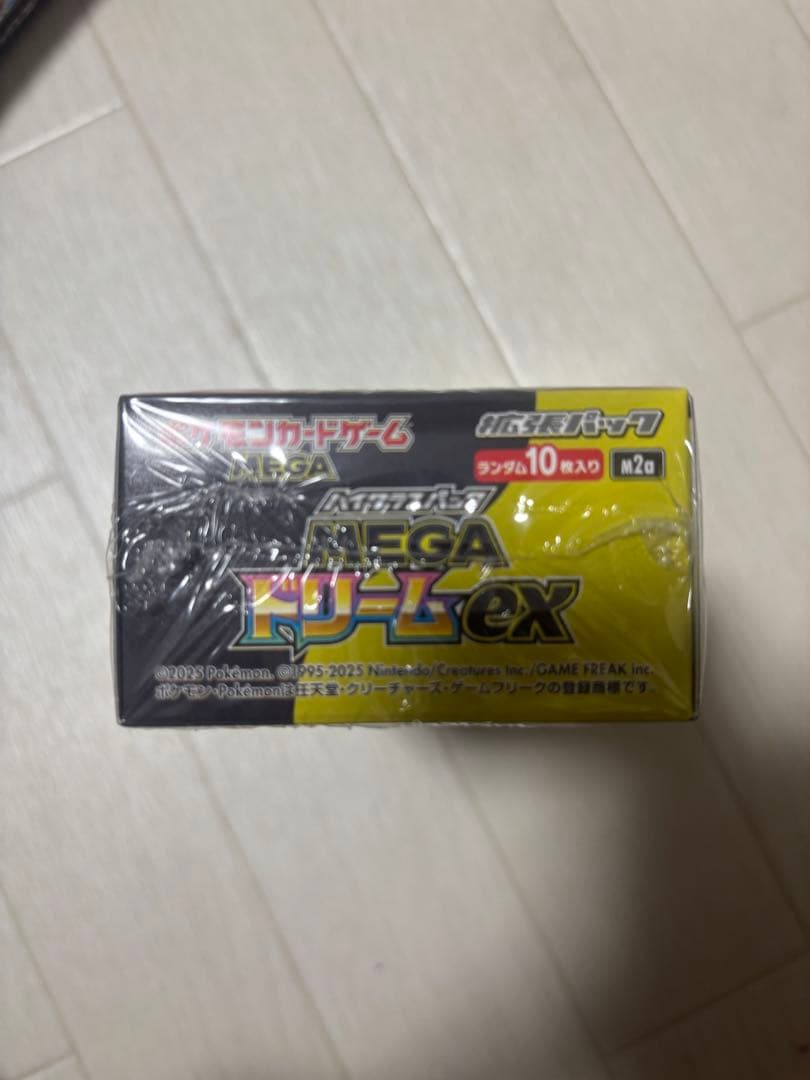 ポケモンカードゲーム
MEGA
拡張パック
ランダム10枚入り M2a
ハイクラスパック
MEGA
ドリームex
©2025 Pokémon. ©1995-2025 Nintendo/Creatures Inc./GAME FREAK inc.
ポケモン・Pokémonは任天堂・クリーチャーズ・ゲームフリークの登録商標です。